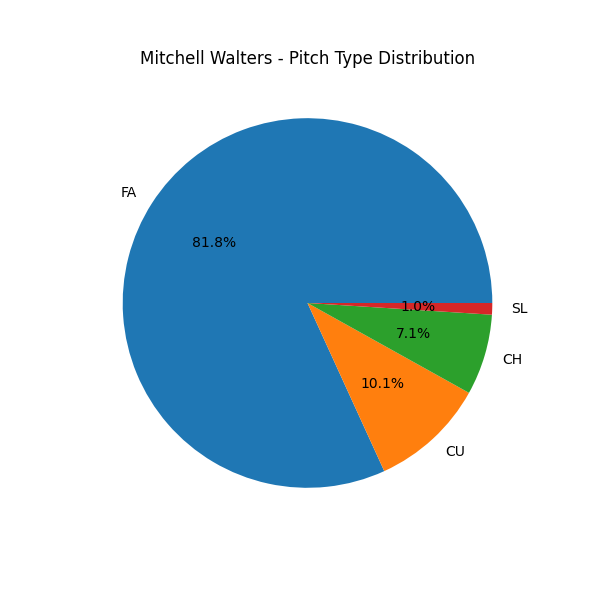 Mitchell Walters - Pitch Type Distribution
FA
81.8%
1.0%
SL
7.1%
CH
10.1%
CU